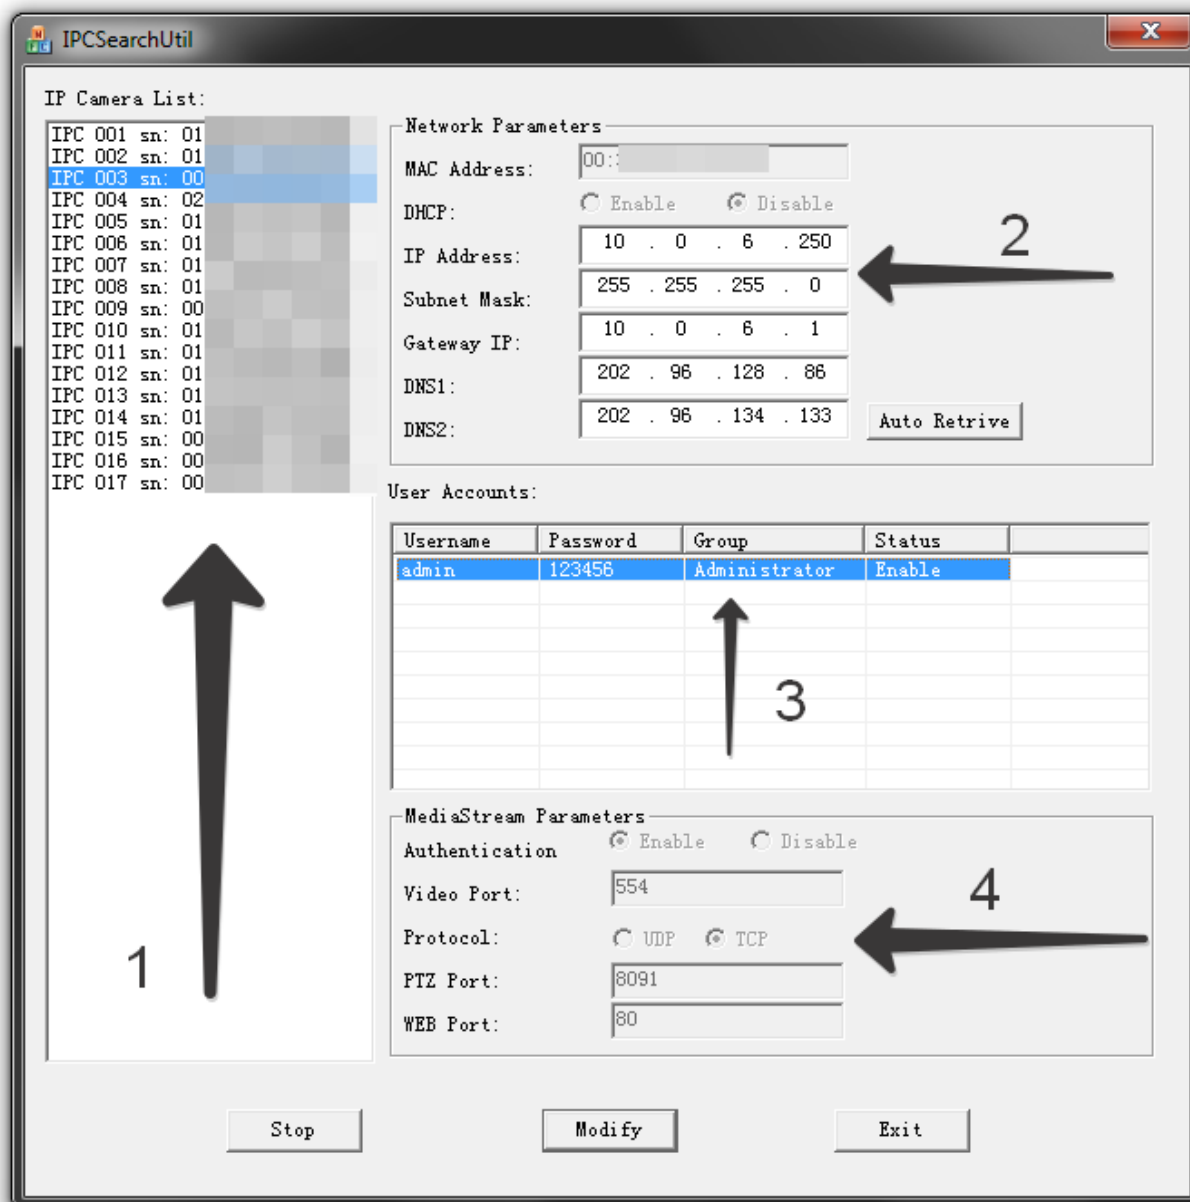 IPCSearchUtil
IP Camera List:
IPC 001 sn: 01
IPC 002 sn: 01
IPC 003 sn: 00
IPC 004 sn: 02
IPC 005 sn: 01
IPC 006 sn: 01
IPC 007 sn: 01
IPC 008 sn: 01
IPC 009 sn: 00
IPC 010 sn: 01
IPC 011 sn: 01
IPC 012 sn: 01
IPC 013 sn: 01
IPC 014 sn: 01
IPC 015 sn: 00
IPC 016 sn: 00
IPC 017 sn: 00
1
Network Parameters
MAC Address: 00:
DHCP: Enable Disable
IP Address: 10 . 0 . 6 . 250
Subnet Mask: 255 . 255 . 255 . 0
Gateway IP: 10 . 0 . 6 . 1
DNS1: 202 . 96 . 128 . 86
DNS2: 202 . 96 . 134 . 133
Auto Retrive
2
User Accounts:
Username Password Group Status
admin 123456 Administrator Enable
3
MediaStream Parameters
Authentication Enable Disable
Video Port: 554
Protocol: UDP TCP
PTZ Port: 8091
WEB Port: 80
4
Stop Modify Exit